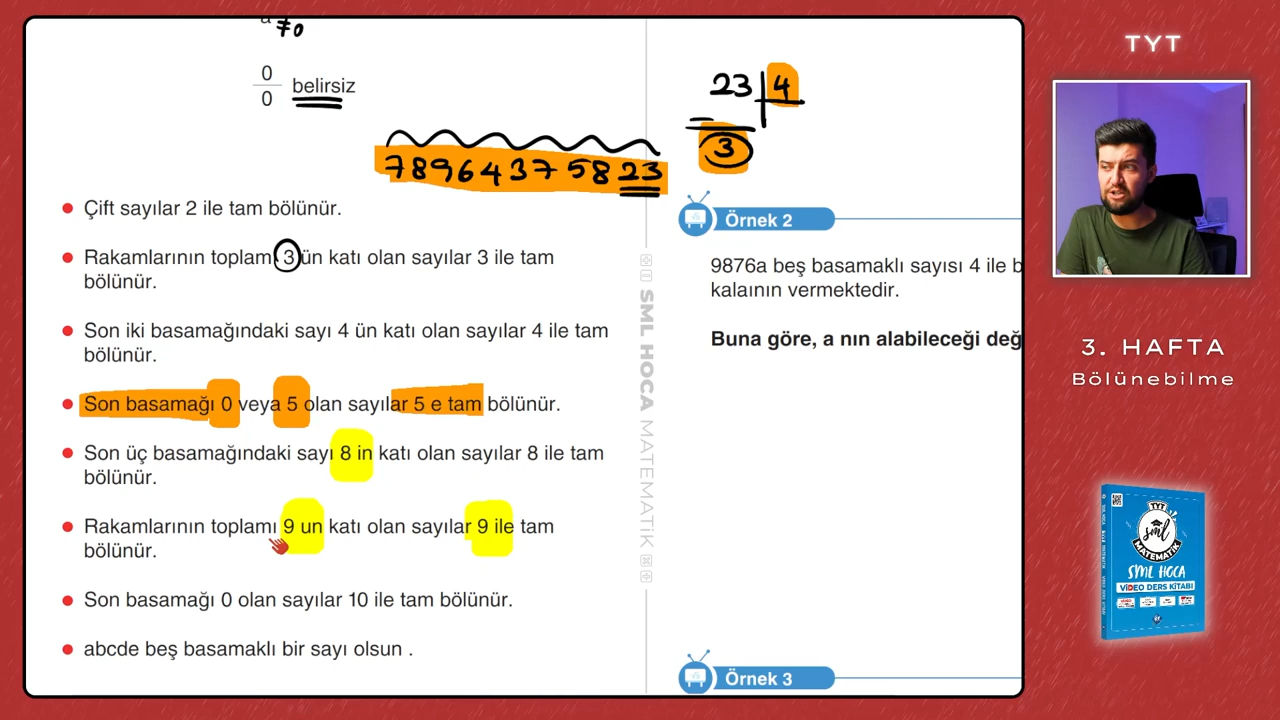 a ≠0
0
0
belirsiz
78964375823
23 4
3
• Çift sayılar 2 ile tam bölünür.
• Rakamlarının toplamı 3 ün katı olan sayılar 3 ile tam
bölünür.
• Son iki basamağındaki sayı 4 ün katı olan sayılar 4 ile tam
bölünür.
• Son basamağı 0 veya 5 olan sayılar 5 e tam bölünür.
• Son üç basamağındaki sayı 8 in katı olan sayılar 8 ile tam
bölünür.
• Rakamlarının toplamı 9 un katı olan sayılar 9 ile tam
bölünür.
• Son basamağı 0 olan sayılar 10 ile tam bölünür.
• abcde beş basamaklı bir sayı olsun .
SML HOCA MATEMATİK
Örnek 2
9876a beş basamaklı sayısı 4 ile b
kalaının vermektedir.
Buna göre, a nın alabileceği değ
Örnek 3
TYT
3. HAFTA
Bölünebilme
TYT
sml
MATEMATİK
SML HOCA
VİDEO DERS KİTABI